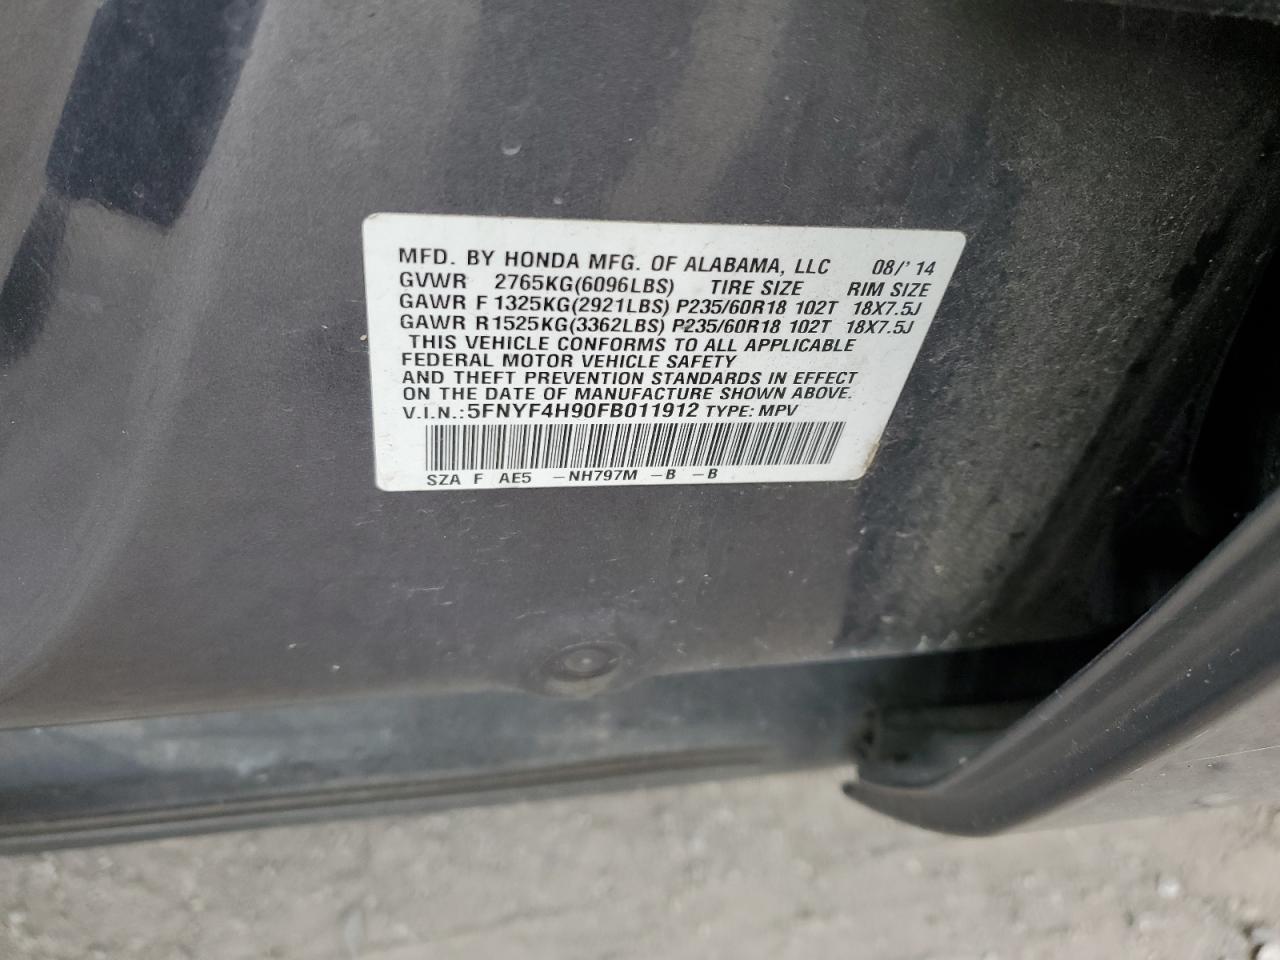 MFD. BY HONDA MFG. OF ALABAMA, LLC 08/'14
GVWR 2765KG(6096LBS) TIRE SIZE RIM SIZE
GAWR F 1325KG(2921LBS) P235/60R18 102T 18X7.5J
GAWR R1525KG(3362LBS) P235/60R18 102T 18X7.5J
THIS VEHICLE CONFORMS TO ALL APPLICABLE
FEDERAL MOTOR VEHICLE SAFETY
AND THEFT PREVENTION STANDARDS IN EFFECT
ON THE DATE OF MANUFACTURE SHOWN ABOVE.
V.I.N.:5FNYF4H90FB011912 TYPE: MPV
SZA F AE5 -NH797M -B -B